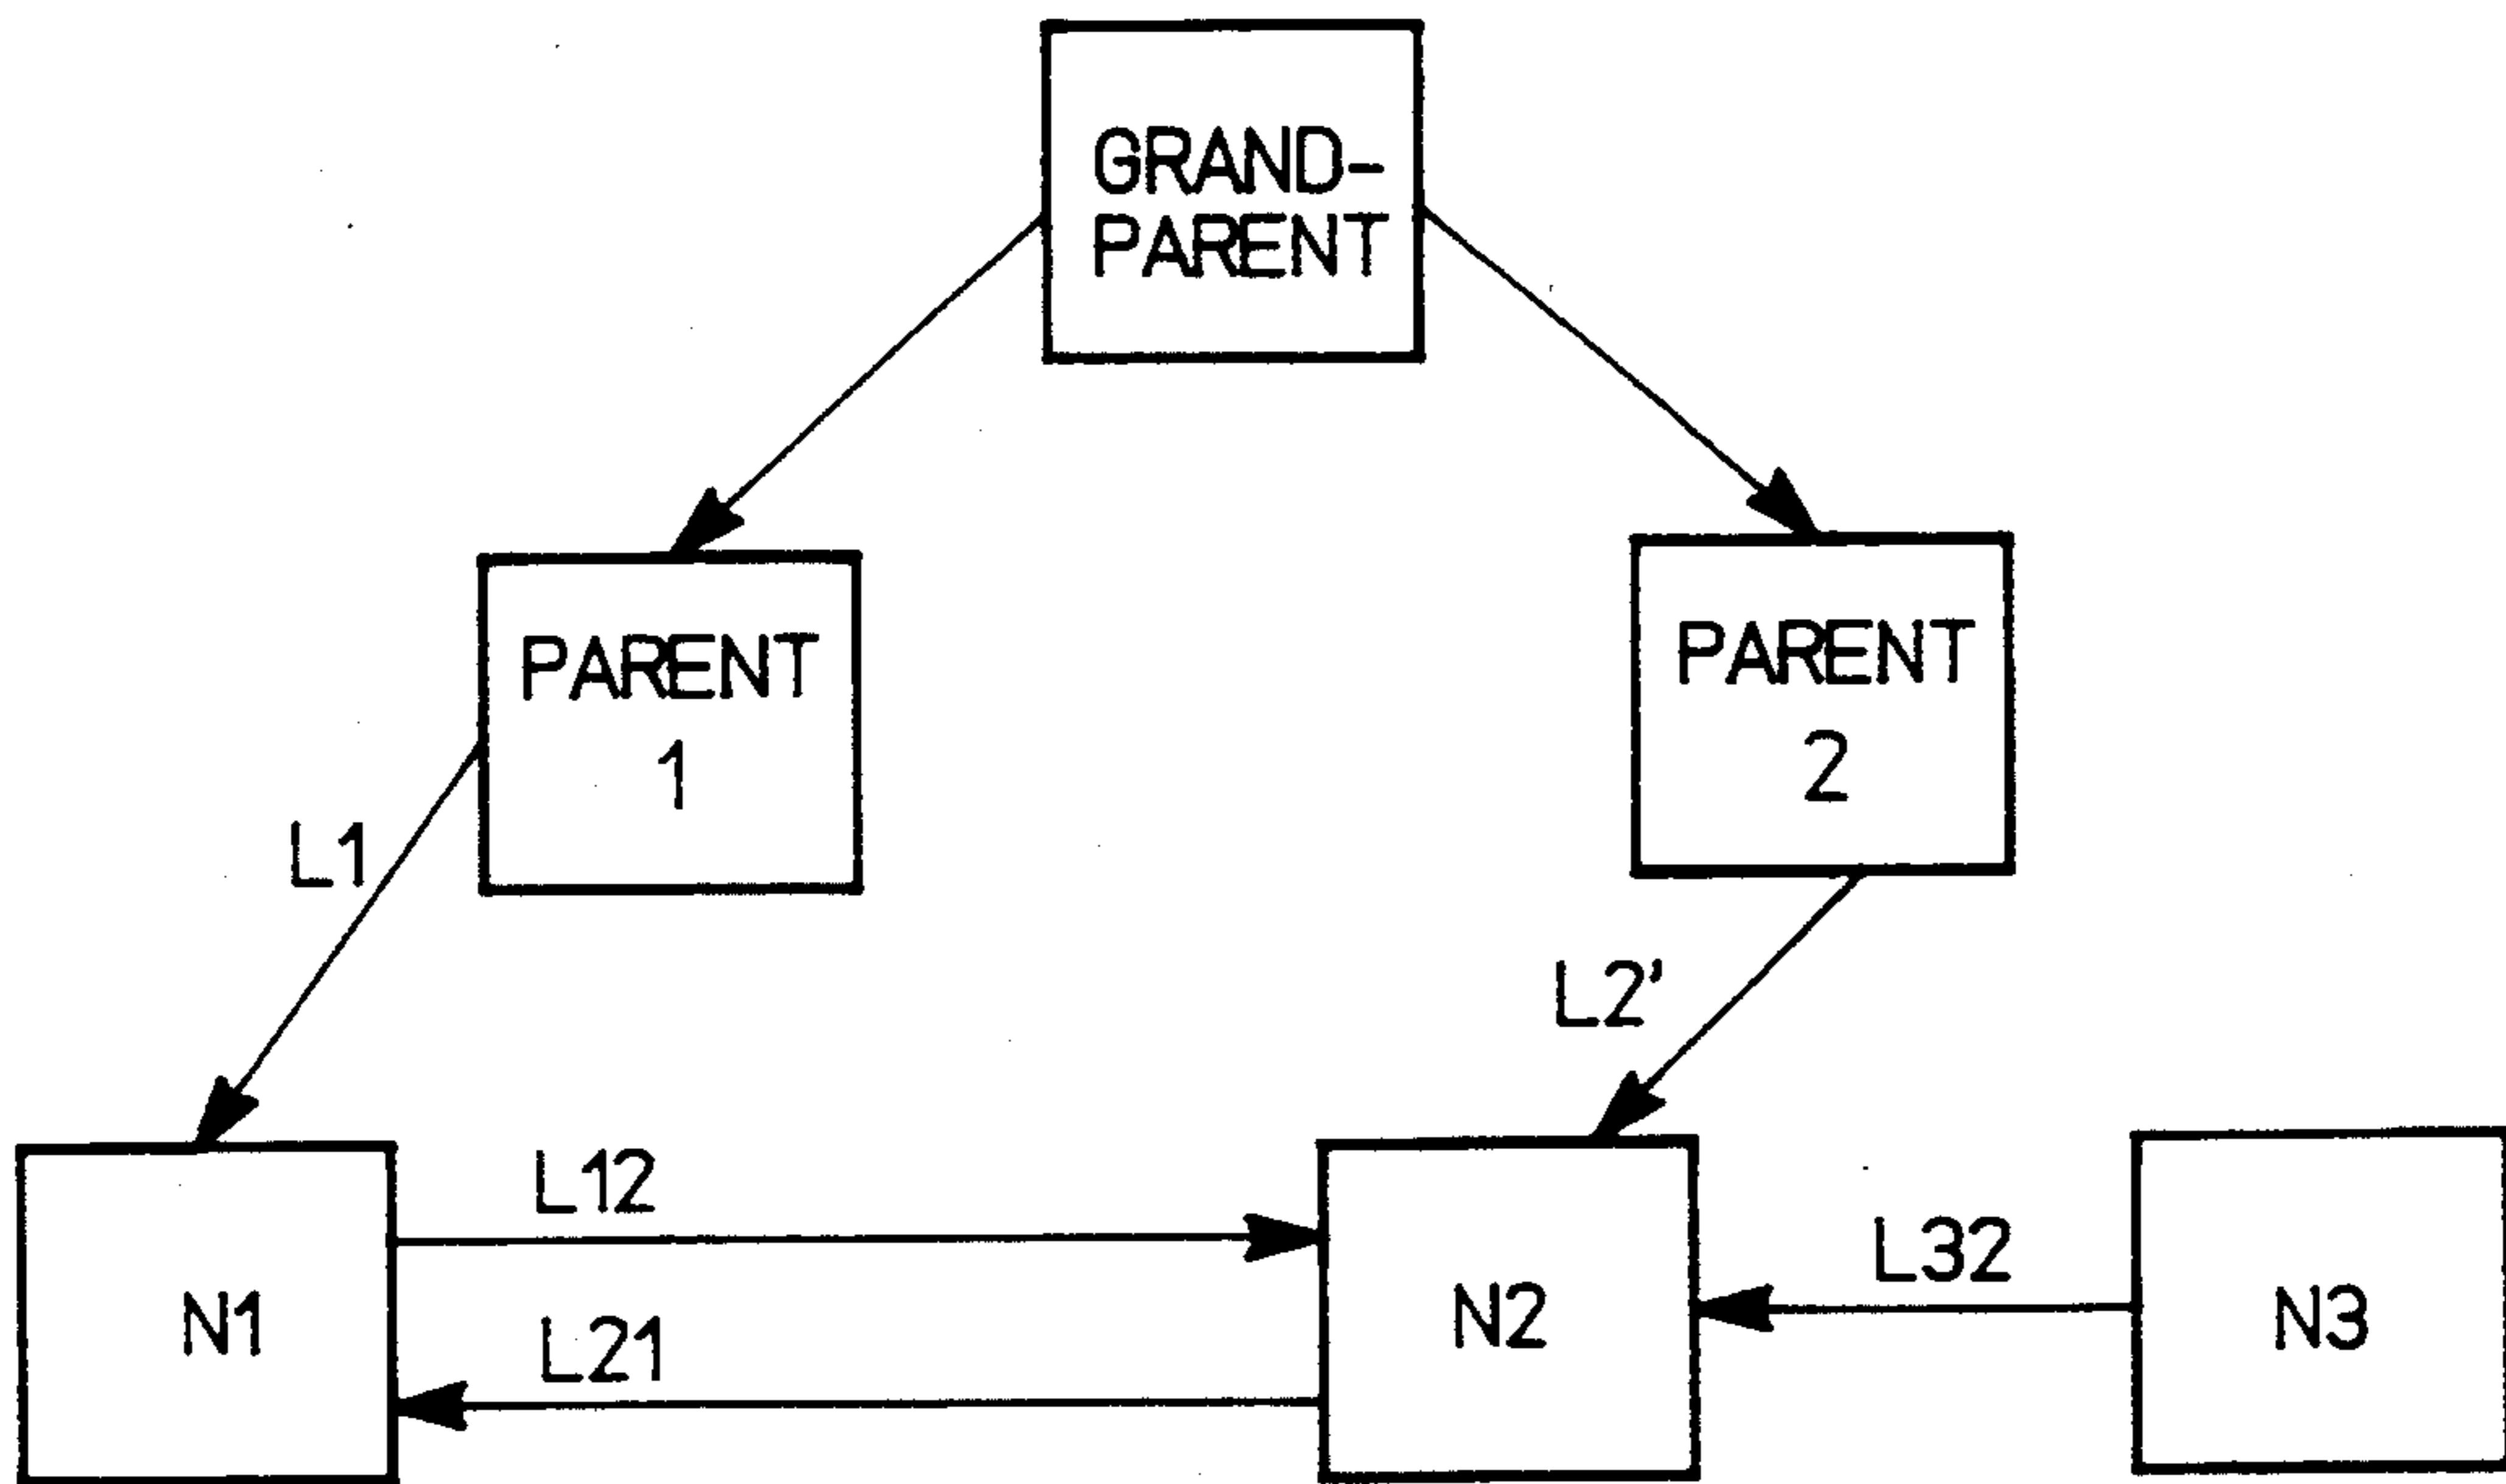 GRAND-
PARENT
PARENT
1
PARENT
2
L1
L2'
L12
L32
N1
N2
N3
L21